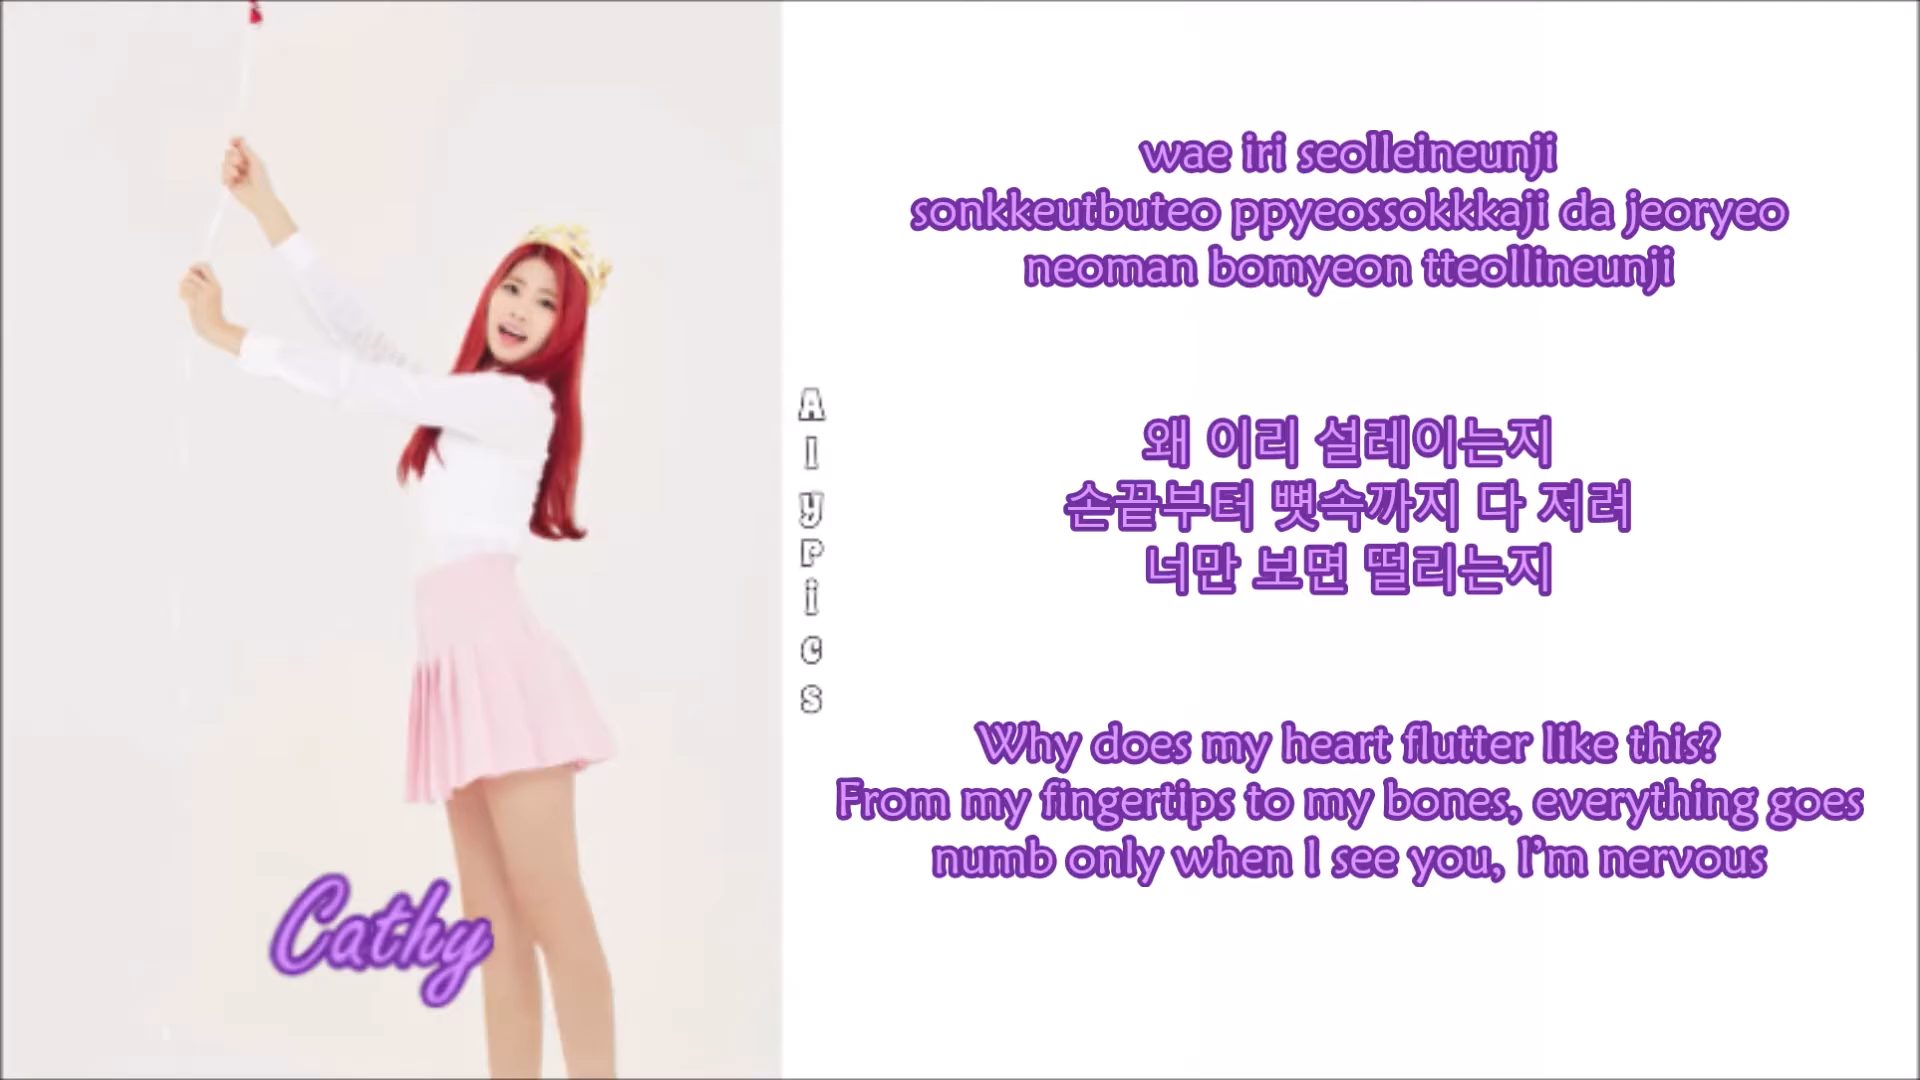 wae iri seolleineunji
sonkkeutbuteo ppyeossokkkaji da jeoryeo
neoman bomyeon tteollineunji
AlyPics
왜 이리 설레이는지
손끝부터 뼛속까지 다 저려
너만 보면 떨리는지
Why does my heart flutter like this?
From my fingertips to my bones, everything goes
numb only when I see you, I'm nervous
Cathy